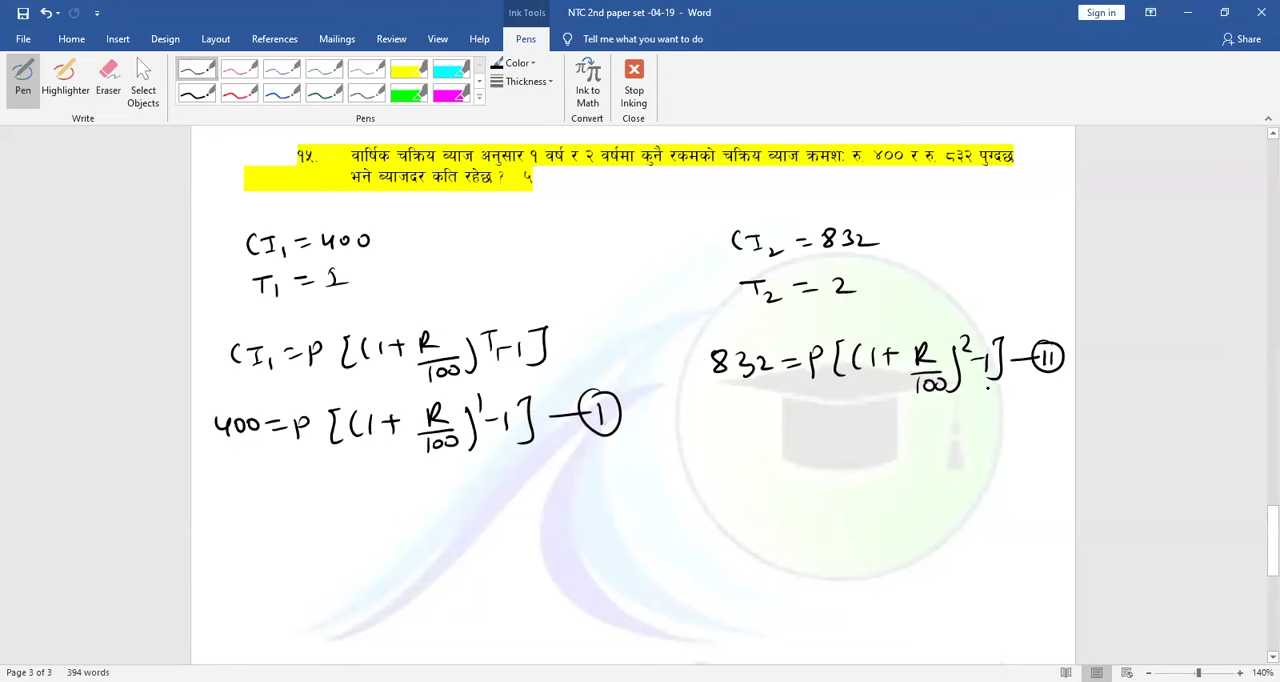 NTC 2nd paper set -04-19 - Word
Ink Tools
Sign in
File Home Insert Design Layout References Mailings Review View Help Pens Tell me what you want to do Share
Pen Highlighter Eraser Select Objects
Color
Thickness
Ink to Math
Stop Inking
Write Pens Convert Close
१५. वार्षिक चक्रिय ब्याज अनुसार १ वर्ष र २ वर्षमा कुनै रकमको चक्रिय ब्याज क्रमशः रु. ४०० र रु. ८३२ पुग्दछ
भने ब्याजदर कति रहेछ ? ५
CI₁ = 400
T₁ = 1
CI₁ = P [(1 + R/100)ᵀ - 1]
400 = P [(1 + R/100)¹ - 1] — I
CI₂ = 832
T₂ = 2
832 = P [(1 + R/100)² - 1] — II
Page 3 of 3 394 words 140%